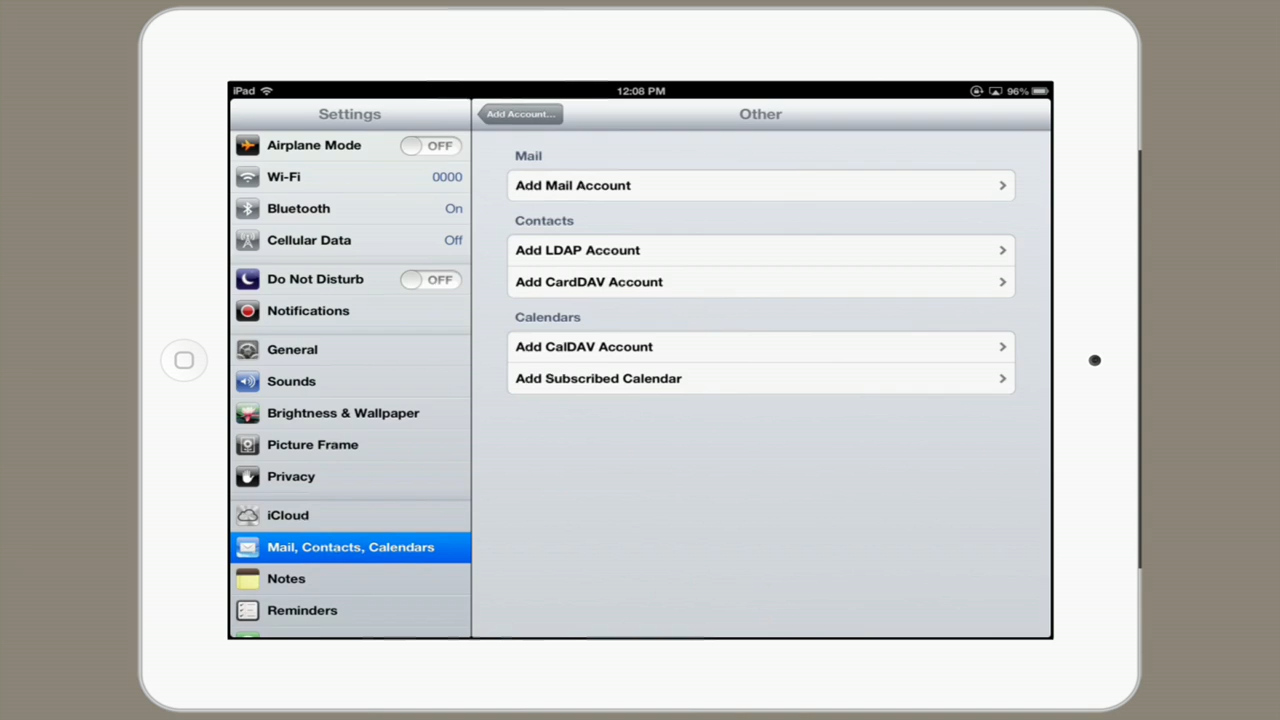 iPad
12:08 PM
96%
Settings
Add Account...
Other
Airplane Mode
OFF
Wi-Fi
0000
Bluetooth
On
Cellular Data
Off
Do Not Disturb
OFF
Notifications
General
Sounds
Brightness & Wallpaper
Picture Frame
Privacy
iCloud
Mail, Contacts, Calendars
Notes
Reminders
Mail
Add Mail Account
Contacts
Add LDAP Account
Add CardDAV Account
Calendars
Add CalDAV Account
Add Subscribed Calendar